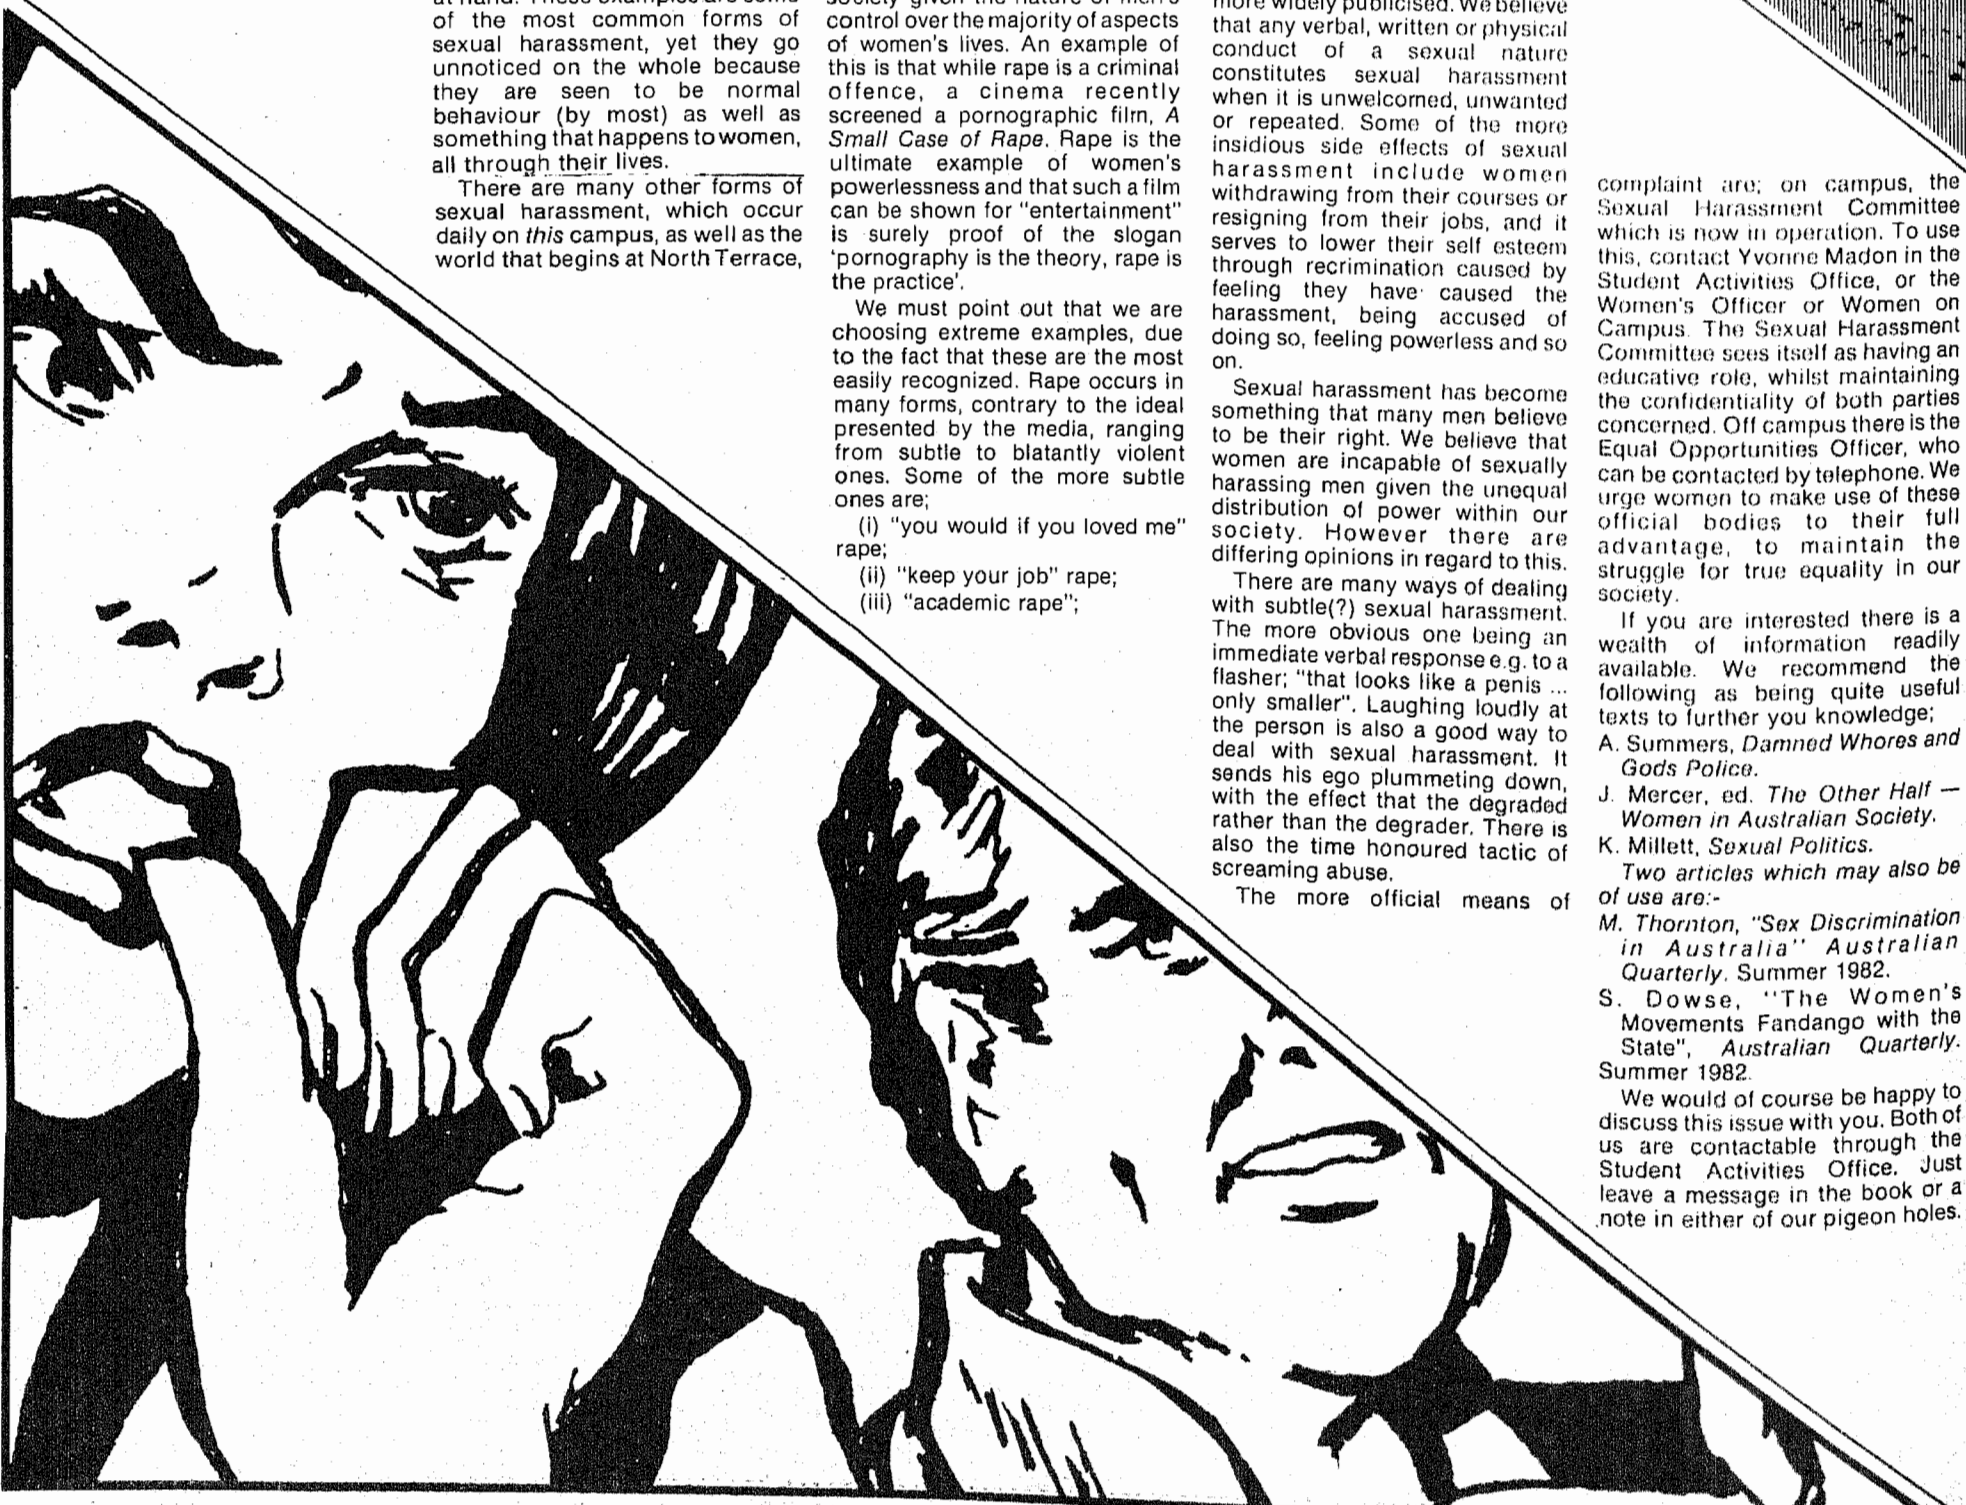 of the most common forms of
sexual harassment, yet they go
unnoticed on the whole because
they are seen to be normal
behaviour (by most) as well as
something that happens to women,
all through their lives.
There are many other forms of
sexual harassment, which occur
daily on this campus, as well as the
world that begins at North Terrace,
control over the majority of aspects
of women's lives. An example of
this is that while rape is a criminal
offence, a cinema recently
screened a pornographic film, A
Small Case of Rape. Rape is the
ultimate example of women's
powerlessness and that such a film
can be shown for "entertainment"
is surely proof of the slogan
'pornography is the theory, rape is
the practice'.
We must point out that we are
choosing extreme examples, due
to the fact that these are the most
easily recognized. Rape occurs in
many forms, contrary to the ideal
presented by the media, ranging
from subtle to blatantly violent
ones. Some of the more subtle
ones are;
(i) "you would if you loved me"
rape;
(ii) "keep your job" rape;
(iii) "academic rape";
more widely publicised. We believe
that any verbal, written or physical
conduct of a sexual nature
constitutes sexual harassment
when it is unwelcomed, unwanted
or repeated. Some of the more
insidious side effects of sexual
harassment include women
withdrawing from their courses or
resigning from their jobs, and it
serves to lower their self esteem
through recrimination caused by
feeling they have caused the
harassment, being accused of
doing so, feeling powerless and so
on.
Sexual harassment has become
something that many men believe
to be their right. We believe that
women are incapable of sexually
harassing men given the unequal
distribution of power within our
society. However there are
differing opinions in regard to this.
There are many ways of dealing
with subtle(?) sexual harassment.
The more obvious one being an
immediate verbal response e.g. to a
flasher; "that looks like a penis ...
only smaller". Laughing loudly at
the person is also a good way to
deal with sexual harassment. It
sends his ego plummeting down,
with the effect that the degraded
rather than the degrader. There is
also the time honoured tactic of
screaming abuse.
The more official means of
complaint are; on campus, the
Sexual Harassment Committee
which is now in operation. To use
this, contact Yvonne Madon in the
Student Activities Office, or the
Women's Officer or Women on
Campus. The Sexual Harassment
Committee sees itself as having an
educative role, whilst maintaining
the confidentiality of both parties
concerned. Off campus there is the
Equal Opportunities Officer, who
can be contacted by telephone. We
urge women to make use of these
official bodies to their full
advantage, to maintain the
struggle for true equality in our
society.
If you are interested there is a
wealth of information readily
available. We recommend the
following as being quite useful
texts to further you knowledge;
A. Summers, Damned Whores and
Gods Police.
J. Mercer, ed. The Other Half —
Women in Australian Society.
K. Millett, Sexual Politics.
Two articles which may also be
of use are:-
M. Thornton, "Sex Discrimination
in Australia" Australian
Quarterly. Summer 1982.
S. Dowse, "The Women's
Movements Fandango with the
State", Australian Quarterly.
Summer 1982.
We would of course be happy to
discuss this issue with you. Both of
us are contactable through the
Student Activities Office. Just
leave a message in the book or a
note in either of our pigeon holes.